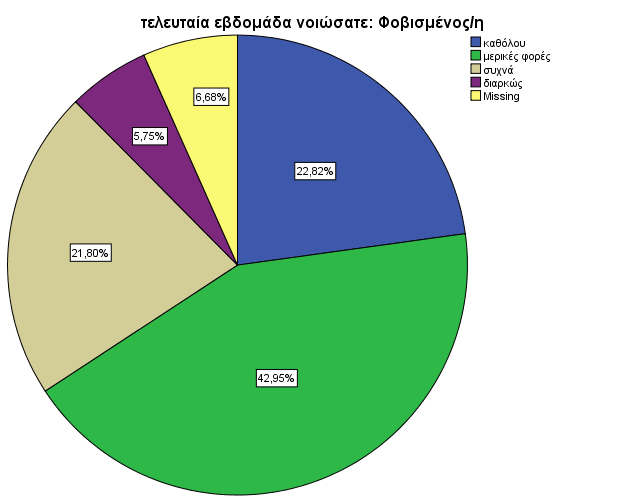 τελευταία εβδομάδα νοιώσατε: Φοβισμένος/η
καθόλου
μερικές φορές
συχνά
διαρκώς
Missing
6,68%
5,75%
22,82%
21,80%
42,95%